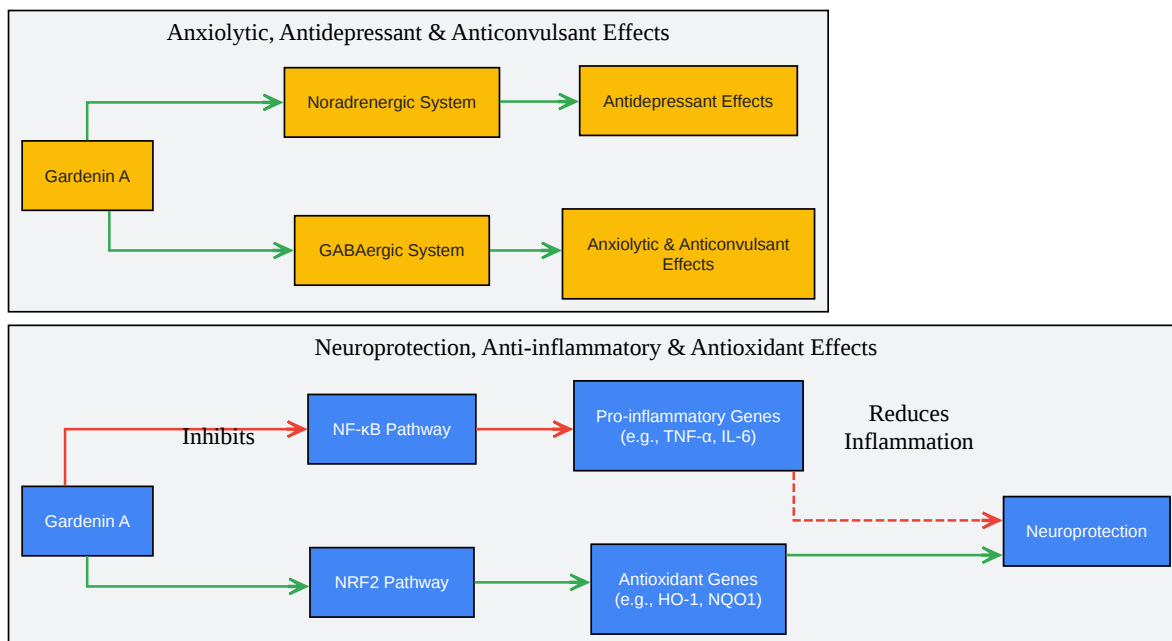 Anxiolytic, Antidepressant & Anticonvulsant Effects
Noradrenergic System
Antidepressant Effects
Gardenin A
GABAergic System
Anxiolytic & Anticonvulsant
Effects
Neuroprotection, Anti-inflammatory & Antioxidant Effects
Inhibits
NF-κB Pathway
Pro-inflammatory Genes
(e.g., TNF-α, IL-6)
Reduces
Inflammation
Gardenin A
Neuroprotection
NRF2 Pathway
Antioxidant Genes
(e.g., HO-1, NQO1)